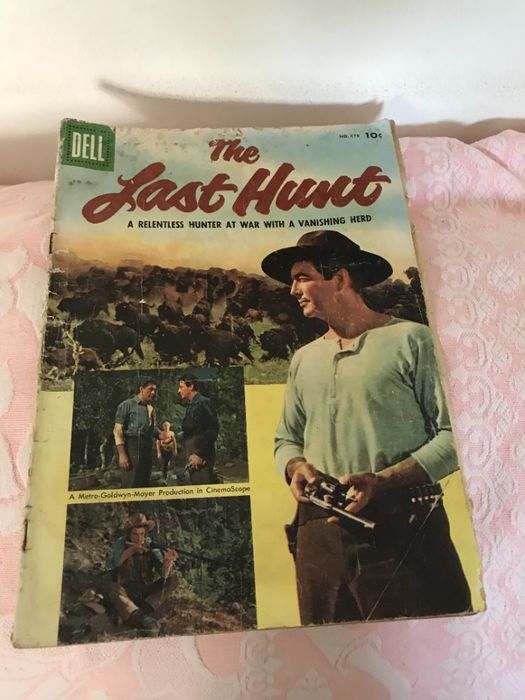 DELL
The
NO. 678 10¢
Last Hunt
A RELENTLESS HUNTER AT WAR WITH A VANISHING HERD
A Metro-Goldwyn-Mayer Production in CinemaScope